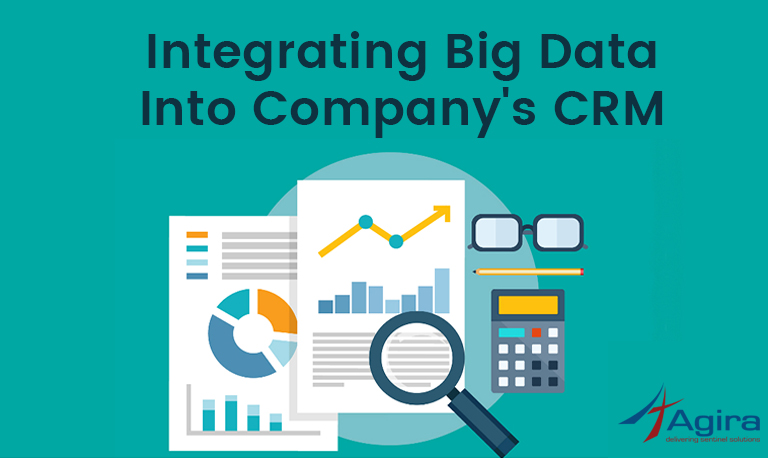 Integrating Big Data
Into Company's CRM
Agira
delivering sentinel solutions